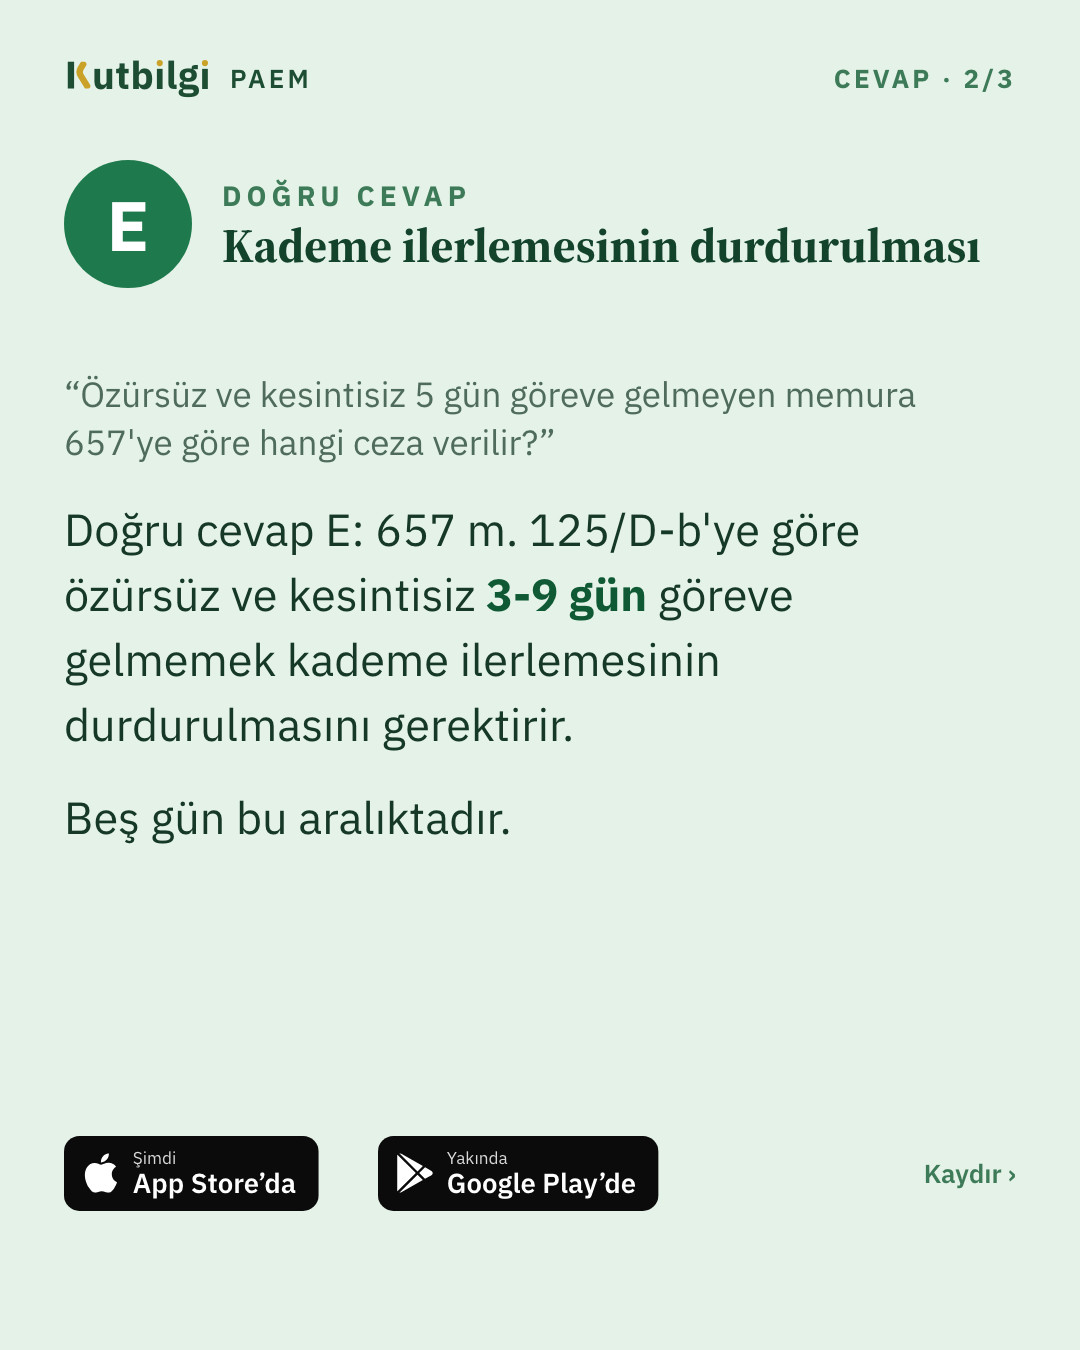 Kutbilgi PAEM
CEVAP · 2/3
E
DOĞRU CEVAP
Kademe ilerlemesinin durdurulması
“Özürsüz ve kesintisiz 5 gün göreve gelmeyen memura
657'ye göre hangi ceza verilir?”
Doğru cevap E: 657 m. 125/D-b'ye göre
özürsüz ve kesintisiz 3-9 gün göreve
gelmemek kademe ilerlemesinin
durdurulmasını gerektirir.
Beş gün bu aralıktadır.
Şimdi
App Store’da
Yakında
Google Play’de
Kaydır ›